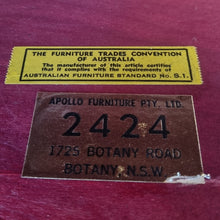 THE FURNITURE TRADES CONVENTION
OF AUSTRALIA
The manufacturer of this article certifies
that it complies with the requirements of
AUSTRALIAN FURNITURE STANDARD No. S.1.
APOLLO FURNITURE PTY. LTD.
2424
1725 BOTANY ROAD
BOTANY N.S.W